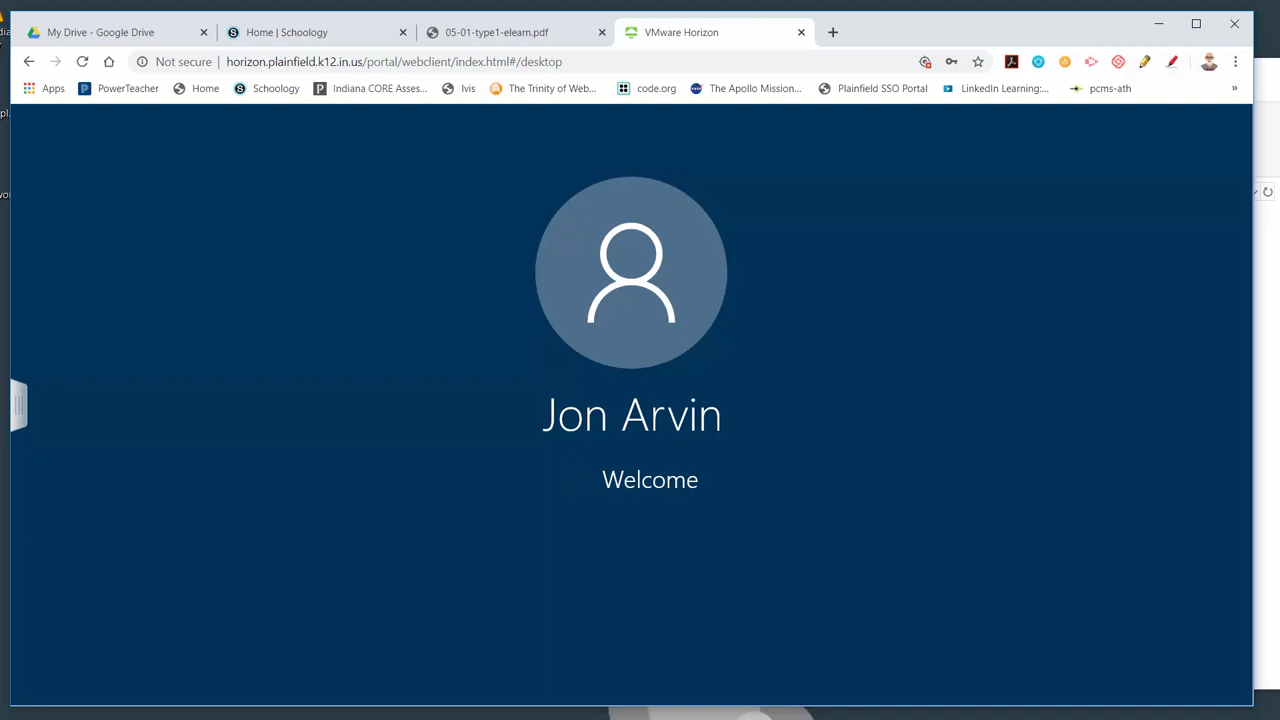 My Drive - Google Drive
Home | Schoology
05-01-type1-elearn.pdf
VMware Horizon
Not secure
horizon.plainfield.k12.in.us/portal/webclient/index.html#/desktop
Apps
PowerTeacher
Home
Schoology
Indiana CORE Asses...
Ivis
The Trinity of Web...
code.org
The Apollo Mission...
Plainfield SSO Portal
LinkedIn Learning:...
pcms-ath
»
Jon Arvin
Welcome